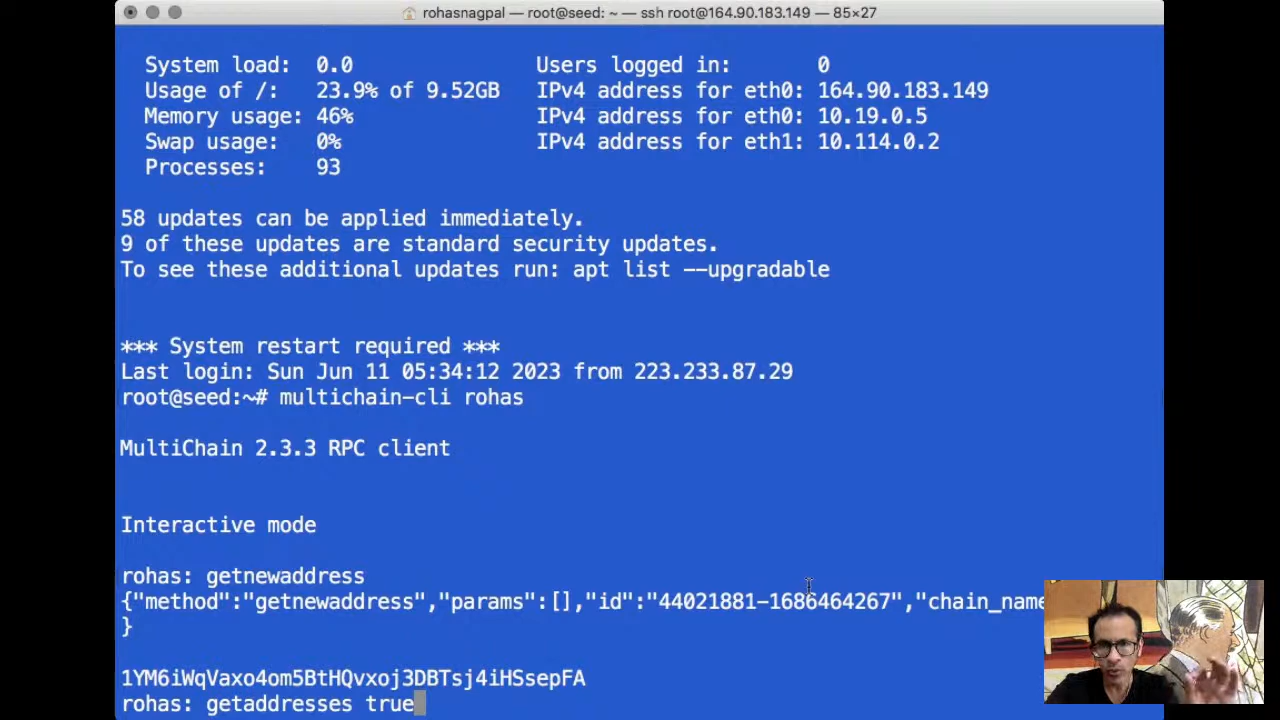 rohasnagpal — root@seed: ~ — ssh root@164.90.183.149 — 85×27
System load: 0.0 Users logged in: 0
Usage of /: 23.9% of 9.52GB IPv4 address for eth0: 164.90.183.149
Memory usage: 46% IPv4 address for eth0: 10.19.0.5
Swap usage: 0% IPv4 address for eth1: 10.114.0.2
Processes: 93
58 updates can be applied immediately.
9 of these updates are standard security updates.
To see these additional updates run: apt list --upgradable
*** System restart required ***
Last login: Sun Jun 11 05:34:12 2023 from 223.233.87.29
root@seed:~# multichain-cli rohas
MultiChain 2.3.3 RPC client
Interactive mode
rohas: getnewaddress
{"method":"getnewaddress","params":[],"id":"44021881-1686464267","chain_name
}
1YM6iWqVaxo4om5BtHQvxoj3DBTsj4iHSsepFA
rohas: getaddresses true